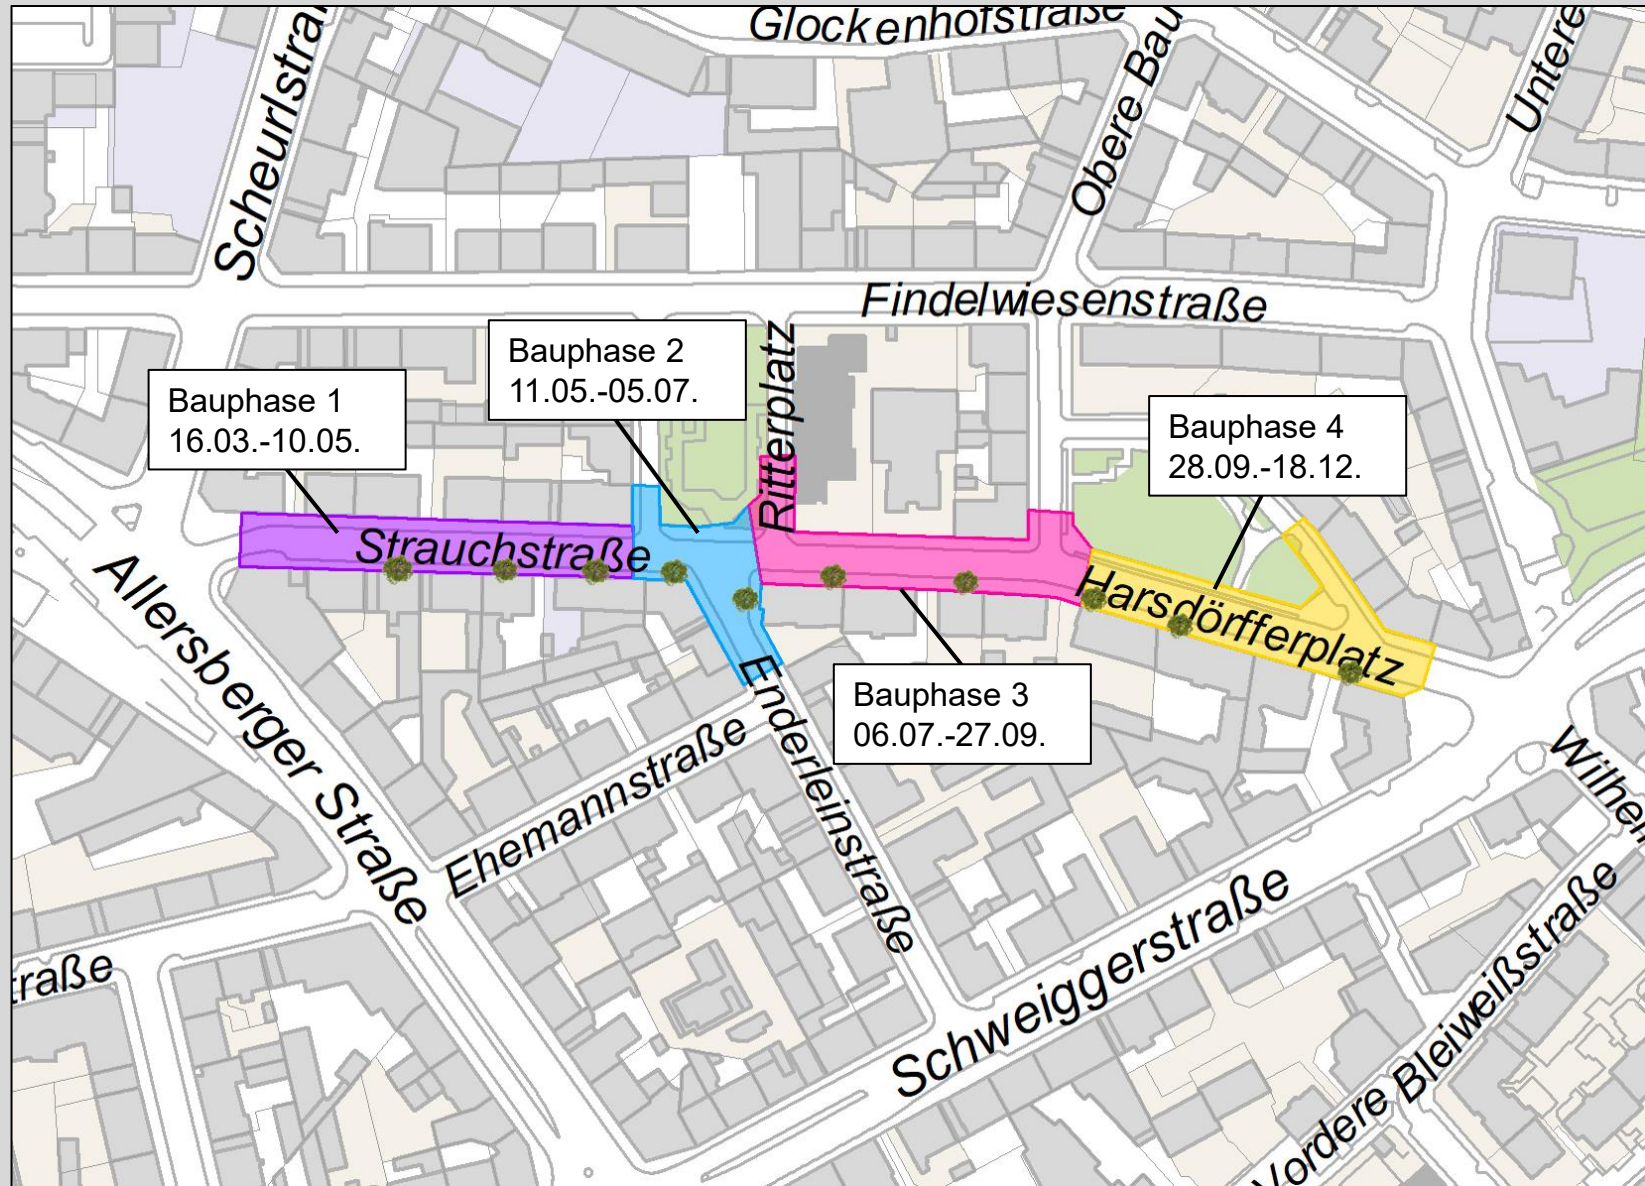 Glockenhofstraße
Scheurlstra
Obere Bau
Untere
Findelwiesenstraße
Ritterplatz
Bauphase 2
11.05.-05.07.
Bauphase 1
16.03.-10.05.
Bauphase 4
28.09.-18.12.
Strauchstraße
Harsdörfferplatz
Allersberger Straße
Enderleinstraße
Bauphase 3
06.07.-27.09.
Ehemannstraße
Wilhel
Schweiggerstraße
Vordere Bleiweißstraße
traße